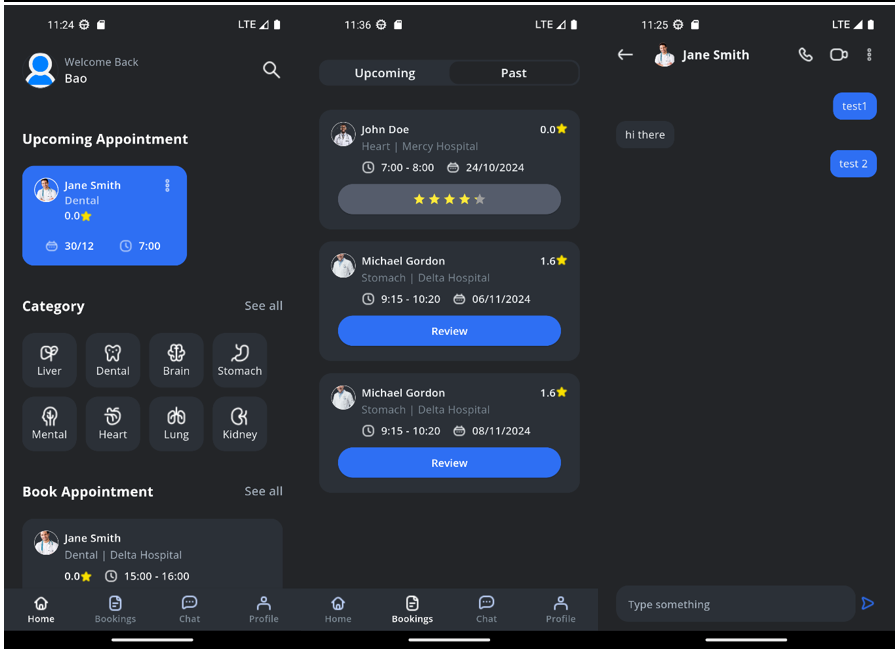 11:24
LTE
Welcome Back
Bao
Upcoming Appointment
Jane Smith
Dental
0.0
30/12
7:00
Category
See all
Liver
Dental
Brain
Stomach
Mental
Heart
Lung
Kidney
Book Appointment
See all
Jane Smith
Dental | Delta Hospital
0.0
15:00 - 16:00
Home
Bookings
Chat
Profile
11:36
LTE
Upcoming
Past
John Doe
0.0
Heart | Mercy Hospital
7:00 - 8:00
24/10/2024
Michael Gordon
1.6
Stomach | Delta Hospital
9:15 - 10:20
06/11/2024
Review
Michael Gordon
1.6
Stomach | Delta Hospital
9:15 - 10:20
08/11/2024
Review
Home
Bookings
Chat
Profile
11:25
LTE
Jane Smith
test1
hi there
test 2
Type something